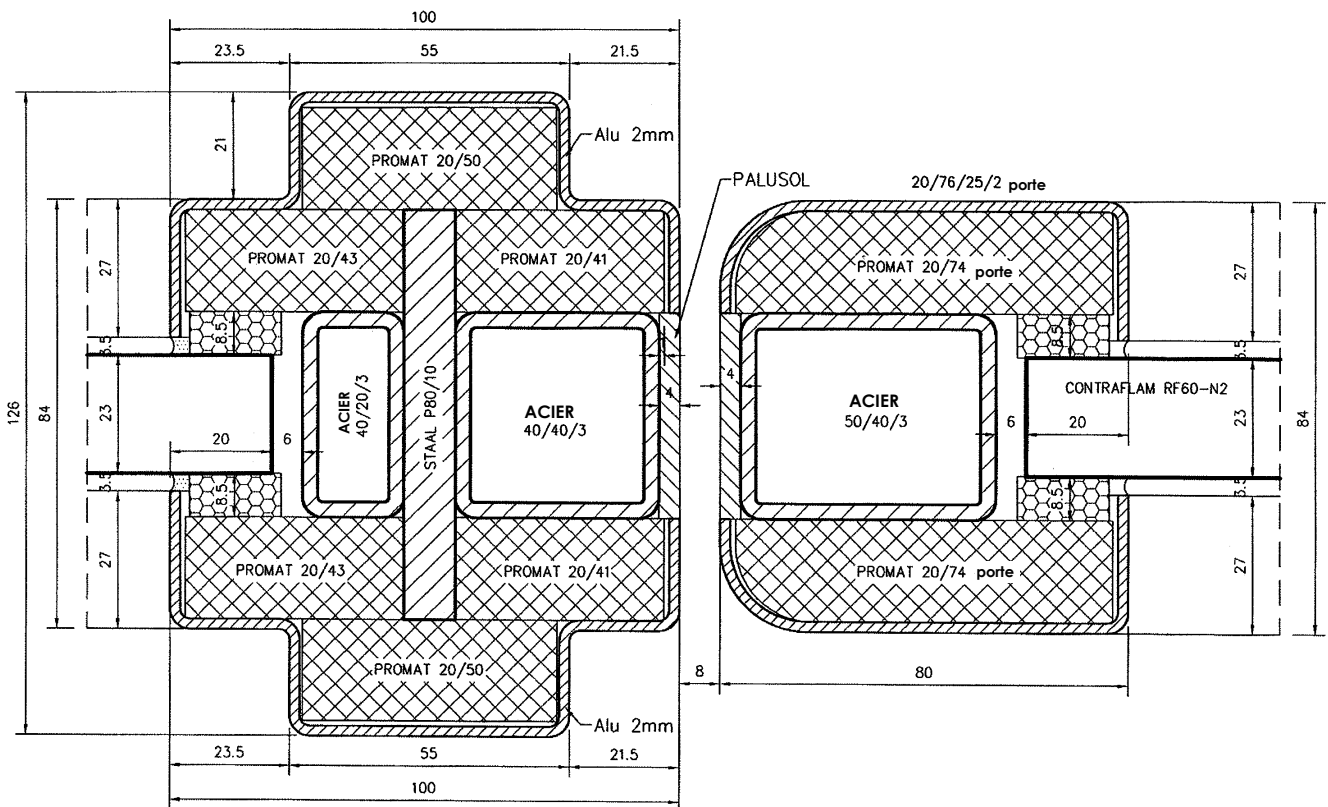 100
23.5
55
21.5
21
Alu 2mm
PROMAT 20/50
PALUSOL
20/76/25/2 porte
PROMAT 20/43
PROMAT 20/41
PROMAT 20/74 porte
27
27
8.5
8.5
3.5
3.5
126
84
23
20
6
ACIER
40/20/3
STAAL P80/10
ACIER
40/40/3
4
4
ACIER
50/40/3
6
CONTRAFLAM RF60-N2
20
23
84
3.5
3.5
8.5
8.5
27
27
PROMAT 20/43
PROMAT 20/41
PROMAT 20/74 porte
PROMAT 20/50
8
80
Alu 2mm
23.5
55
21.5
100